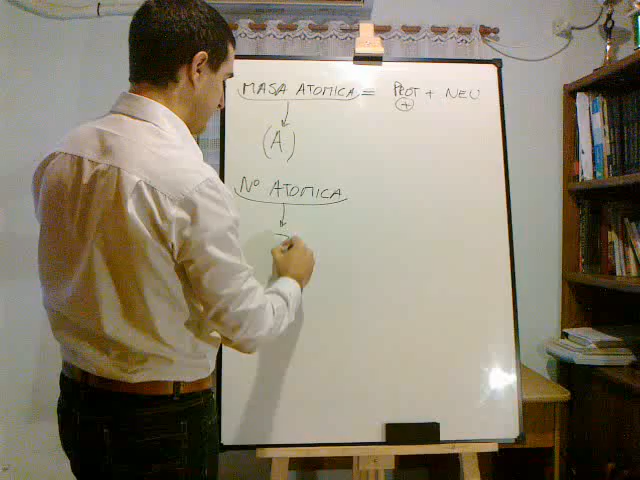 MASA ATOMICA = PROT + NEU
+
(A)
Nº ATOMICA